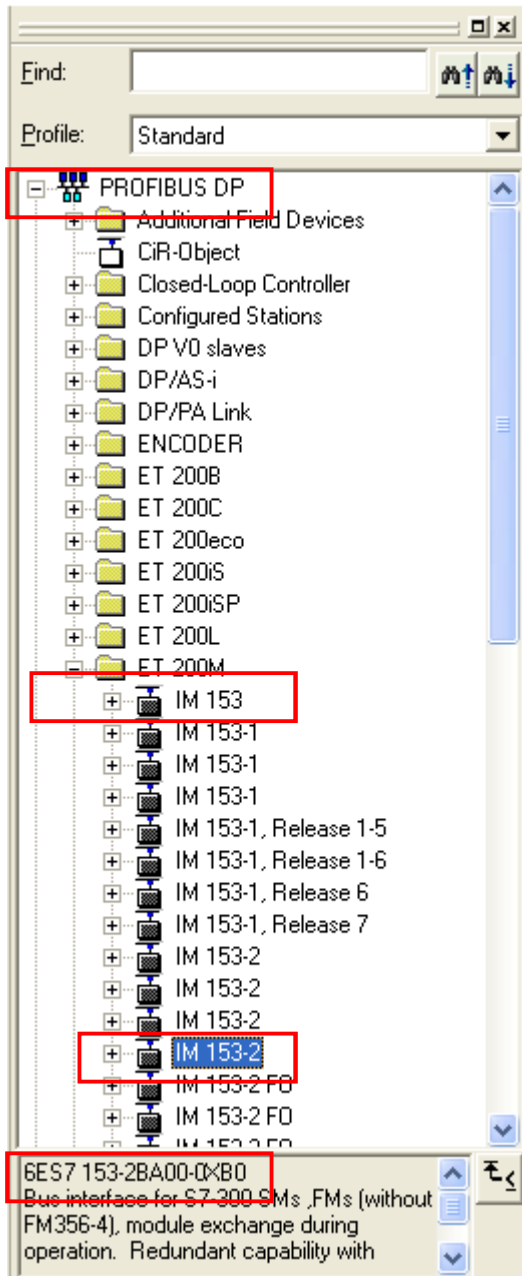 Find:
Profile: Standard
PROFIBUS DP
Additional Field Devices
CiR-Object
Closed-Loop Controller
Configured Stations
DP V0 slaves
DP/AS-i
DP/PA Link
ENCODER
ET 200B
ET 200C
ET 200eco
ET 200iS
ET 200iSP
ET 200L
ET 200M
IM 153
IM 153-1
IM 153-1
IM 153-1
IM 153-1, Release 1-5
IM 153-1, Release 1-6
IM 153-1, Release 6
IM 153-1, Release 7
IM 153-2
IM 153-2
IM 153-2
IM 153-2
IM 153-2 FO
IM 153-2 FO
IM 153-2 FO
6ES7 153-2BA00-0XB0
Bus interface for S7-300 SMs ,FMs (without
FM356-4), module exchange during
operation. Redundant capability with